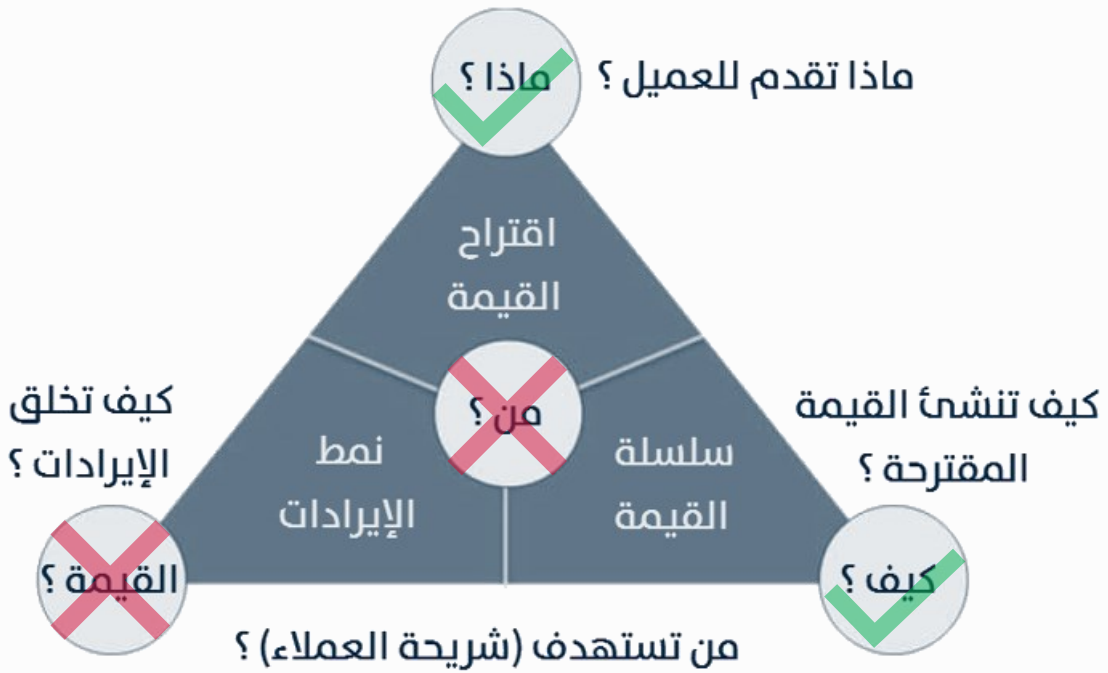 ماذا ؟
ماذا تقدم للعميل ؟
اقتراح
القيمة
من ؟
كيف تنشئ القيمة
المقترحة ؟
كيف تخلق
الإيرادات ؟
سلسلة
القيمة
نمط
الإيرادات
كيف ؟
القيمة ؟
من تستهدف (شريحة العملاء) ؟